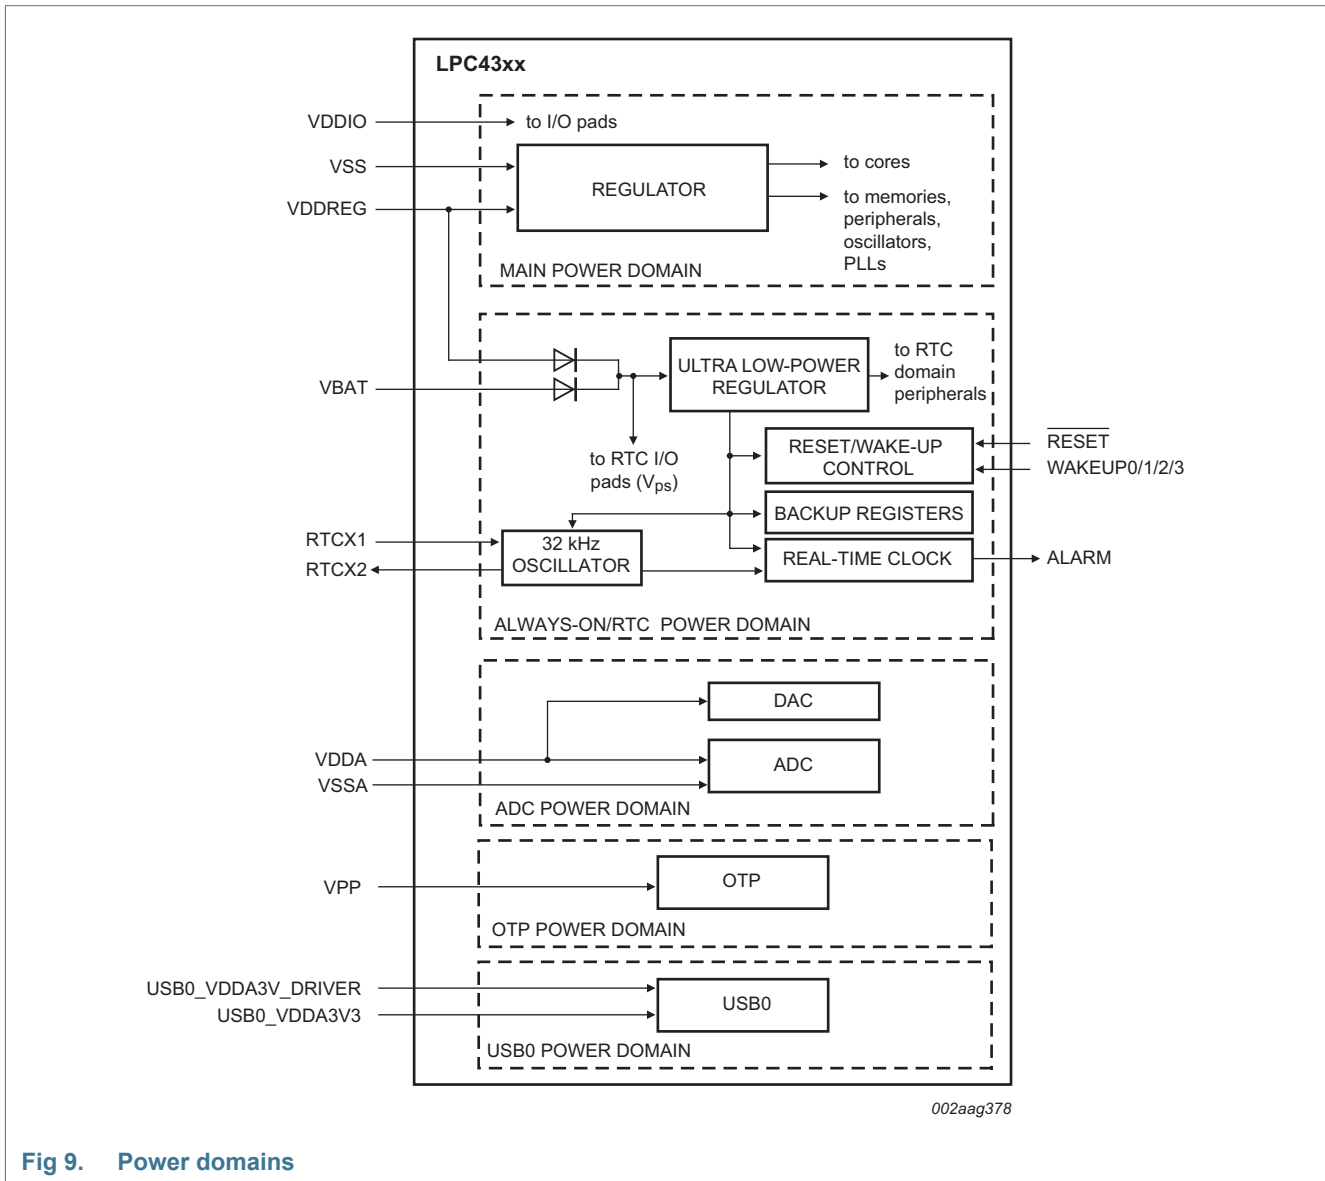 LPC43xx
VDDIO
to I/O pads
VSS
REGULATOR
to cores
VDDREG
to memories,
peripherals,
oscillators,
PLLs
MAIN POWER DOMAIN
VBAT
ULTRA LOW-POWER
REGULATOR
to RTC
domain
peripherals
to RTC I/O
pads (Vps)
RESET/WAKE-UP
CONTROL
RESET
WAKEUP0/1/2/3
BACKUP REGISTERS
RTCX1
RTCX2
32 kHz
OSCILLATOR
REAL-TIME CLOCK
ALARM
ALWAYS-ON/RTC POWER DOMAIN
DAC
VDDA
ADC
VSSA
ADC POWER DOMAIN
VPP
OTP
OTP POWER DOMAIN
USB0_VDDA3V_DRIVER
USB0_VDDA3V3
USB0
USB0 POWER DOMAIN
002aag378
Fig 9. Power domains